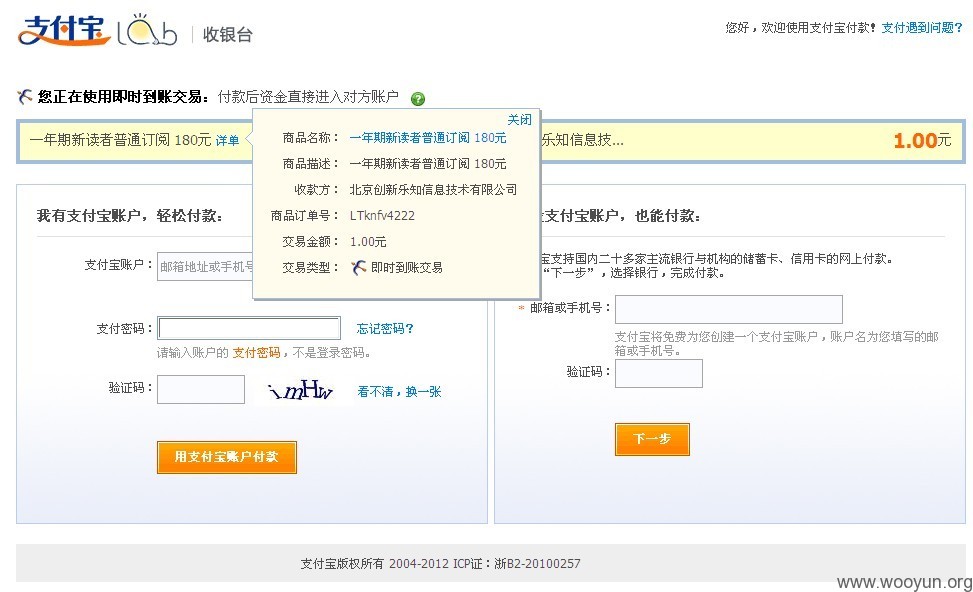 支付宝 Lab 收银台
您好，欢迎使用支付宝付款！ 支付遇到问题？
您正在使用即时到账交易： 付款后资金直接进入对方账户 ?
一年期新读者普通订阅 180元 详单
乐知信息技... 1.00元
关闭
商品名称： 一年期新读者普通订阅 180元
商品描述： 一年期新读者普通订阅 180元
收款方： 北京创新乐知信息技术有限公司
商品订单号： LTknfv4222
交易金额： 1.00元
交易类型： 即时到账交易
我有支付宝账户，轻松付款：
支付宝账户： 邮箱地址或手机号
支付密码： 忘记密码?
请输入账户的 支付密码，不是登录密码。
验证码： imHw 看不清，换一张
用支付宝账户付款
支付宝账户，也能付款：
宝支持国内二十多家主流银行与机构的储蓄卡、信用卡的网上付款。
“下一步”，选择银行，完成付款。
* 邮箱或手机号：
支付宝将免费为您创建一个支付宝账户，账户名为您填写的邮
箱或手机号。
验证码：
下一步
支付宝版权所有 2004-2012 ICP证：浙B2-20100257
www.wooyun.org